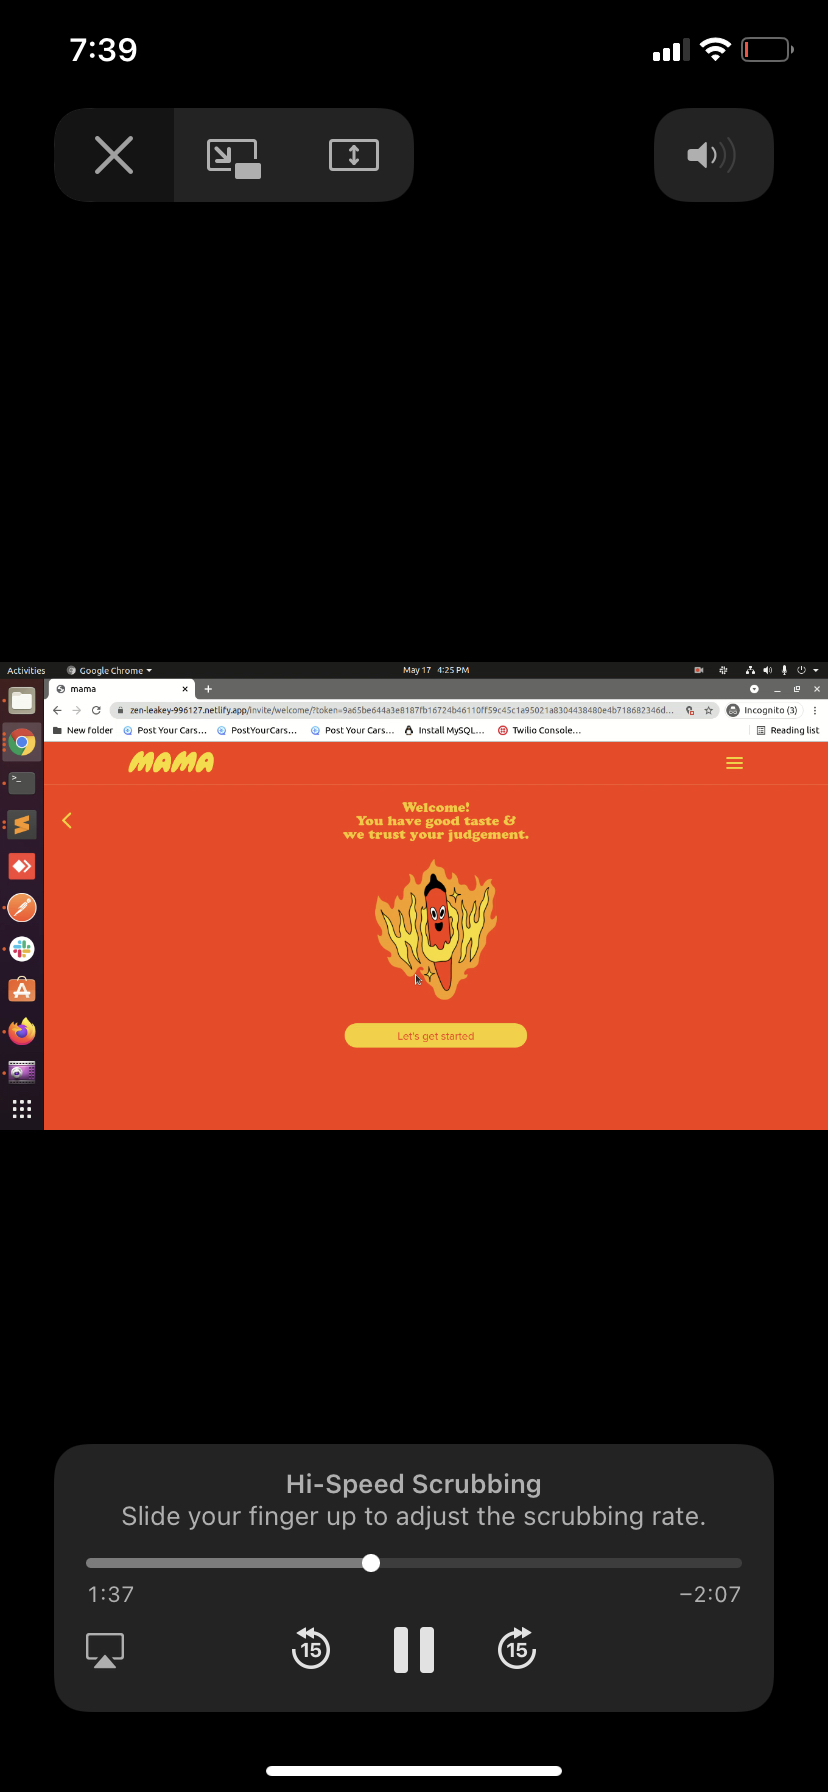 7:39
Activities
Google Chrome
May 17 4:25 PM
mama
zen-leakey-996127.netlify.app/invite/welcome/?token=9a65be644a3e8187fb16724b46110ff59c45c1a95021a8304438480e4b718682346d...
Incognito (3)
New folder
Post Your Cars...
PostYourCars...
Post Your Cars...
Install MySQL...
Twilio Console...
Reading list
MAMA
Welcome!
You have good taste &
we trust your judgement.
WOW
Let's get started
Hi-Speed Scrubbing
Slide your finger up to adjust the scrubbing rate.
1:37
−2:07
15
15